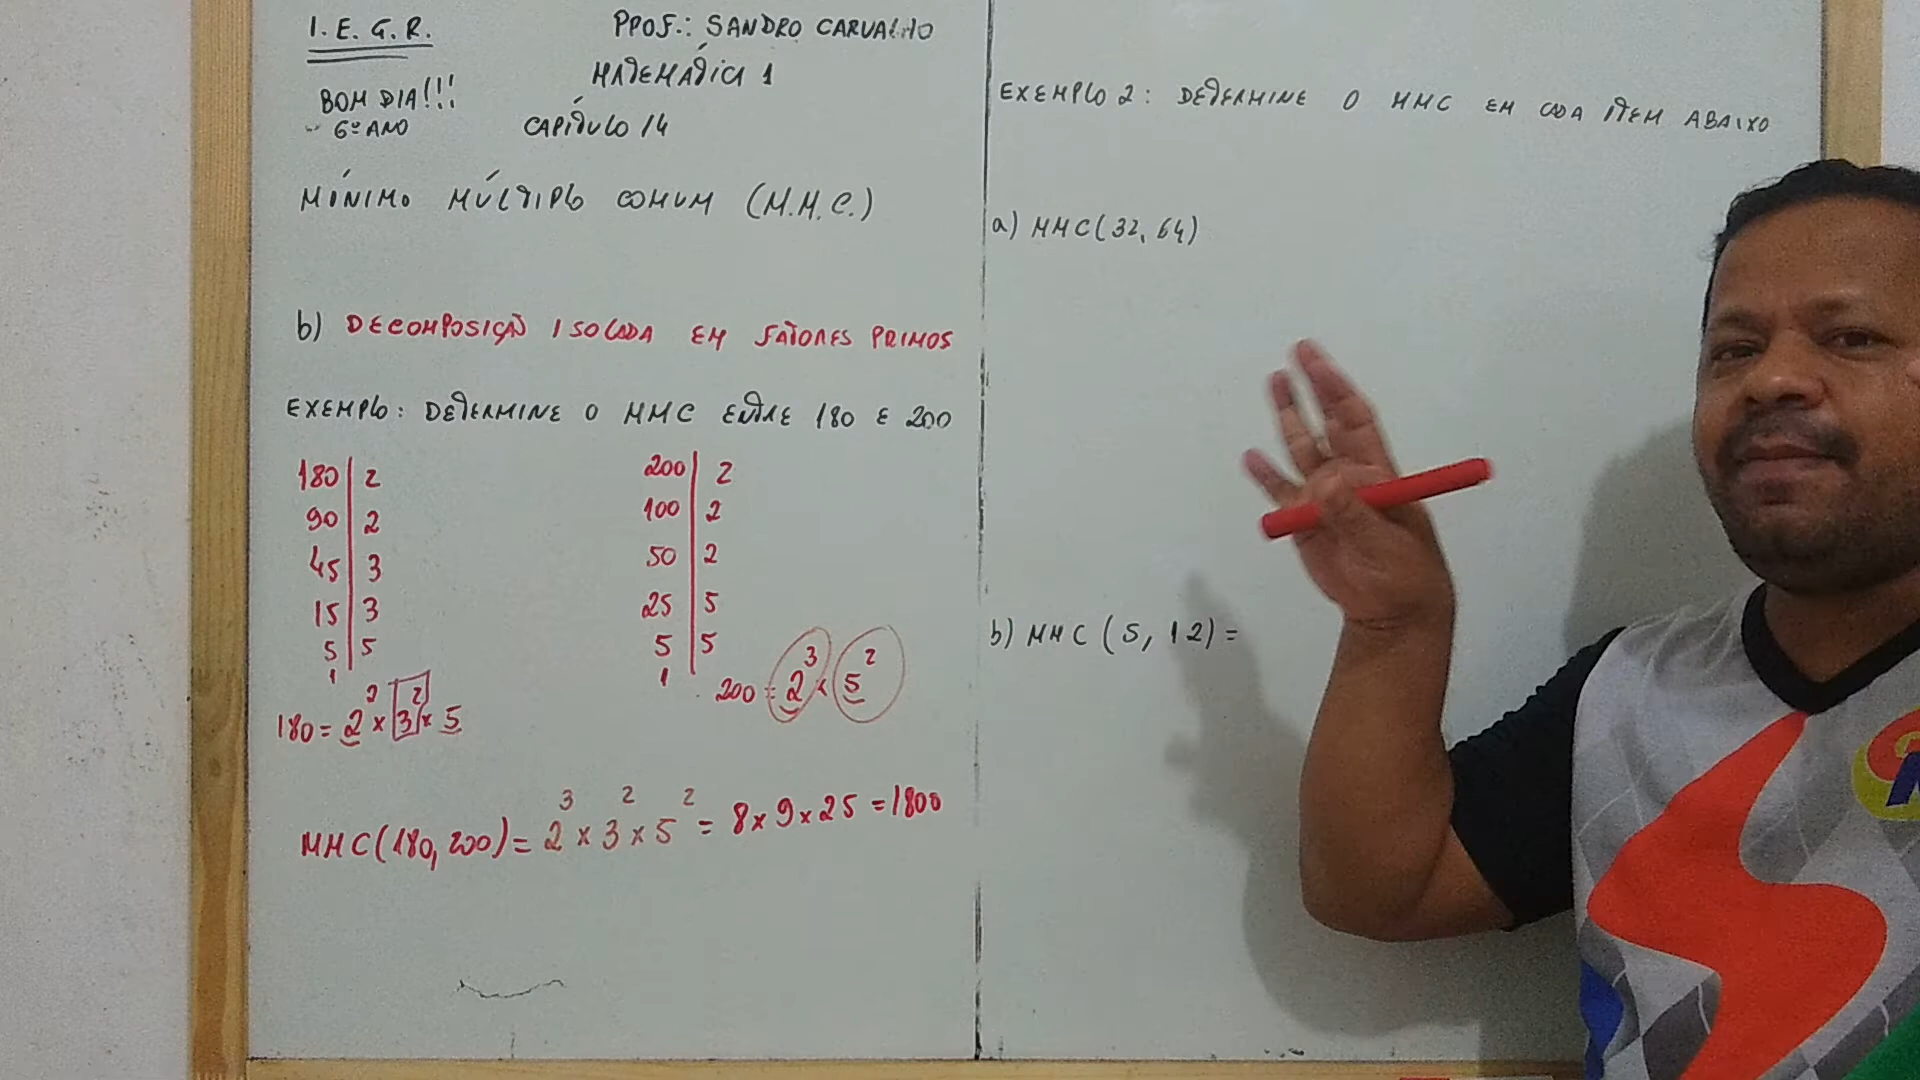 I. E. G. R.
PROF.: SANDRO CARVALHO
MATEMÁTICA 1
BOM DIA!!!
6º ANO
CAPÍTULO 14
MÍNIMO MÚLTIPLO COMUM (M.M.C.)
b) DECOMPOSIÇÃO ISOLADA EM FATORES PRIMOS
EXEMPLO: DETERMINE O MMC ENTRE 180 E 200
180 | 2
90 | 2
45 | 3
15 | 3
5 | 5
1
180 = 2² x 3² x 5
200 | 2
100 | 2
50 | 2
25 | 5
5 | 5
1
200 = 2³ x 5²
MMC(180, 200) = 2³ x 3² x 5² = 8 x 9 x 25 = 1800
EXEMPLO 2: DETERMINE O MMC EM CADA ITEM ABAIXO
a) MMC(32, 64)
b) MMC (5, 12) =